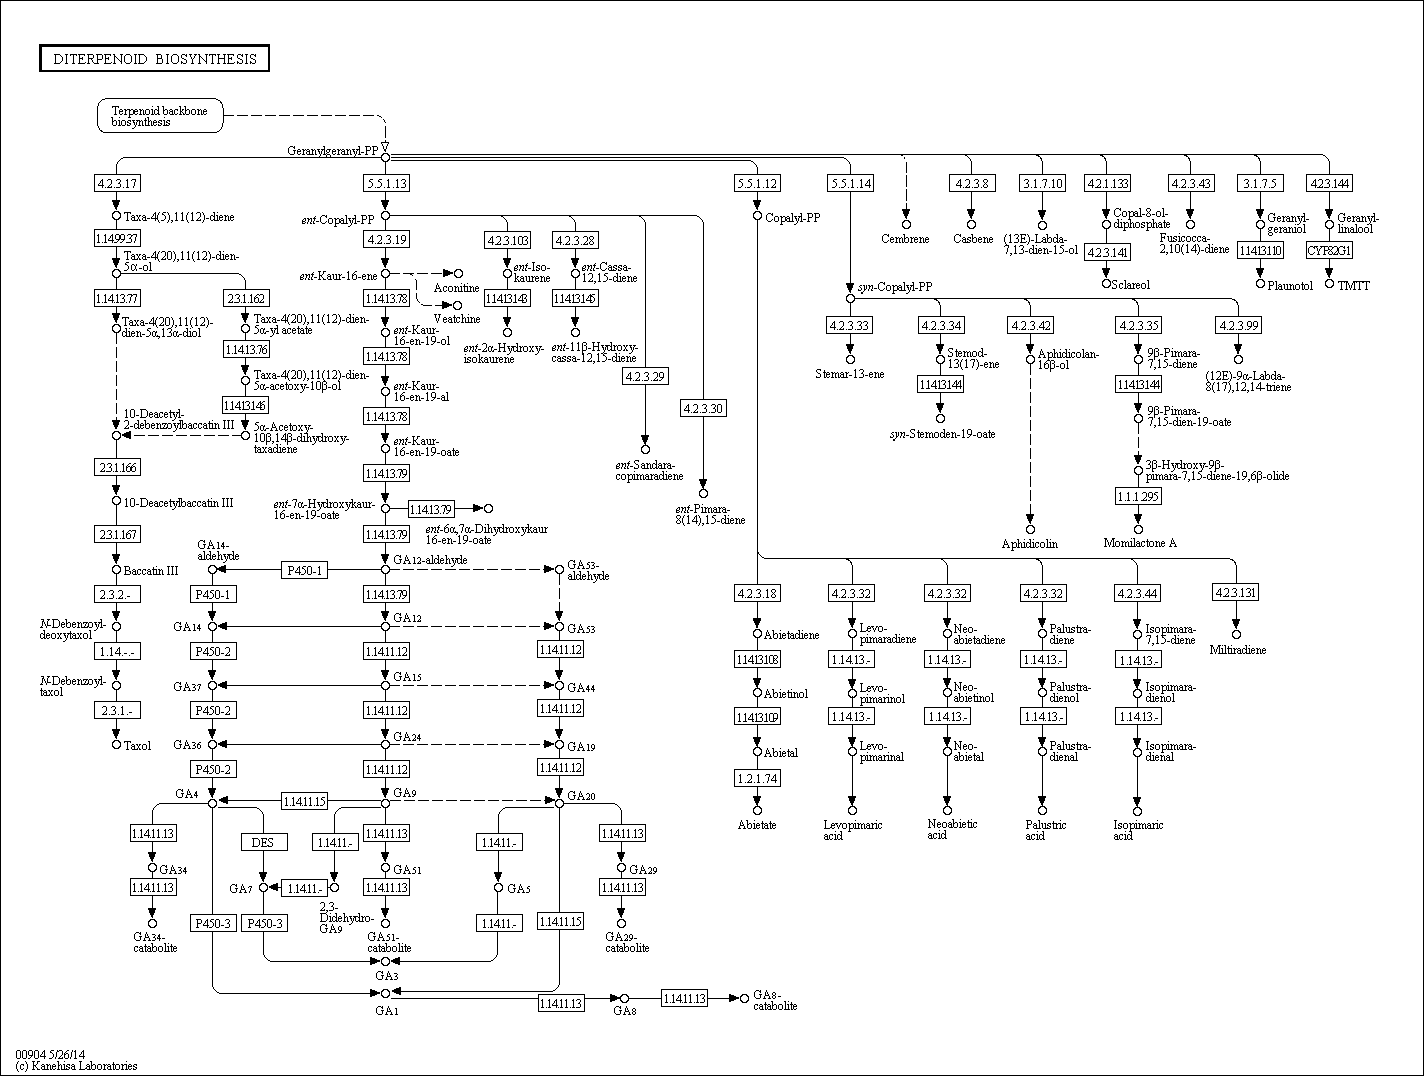 DITERPENOID BIOSYNTHESIS
Terpenoid backbone
biosynthesis
Geranylgeranyl-PP
4.2.3.17
5.5.1.13
5.5.1.12
5.5.1.14
4.2.3.8
3.1.7.10
4.2.1.133
4.2.3.43
3.1.7.5
4.2.3.144
Taxa-4(5),11(12)-diene
ent-Copalyl-PP
Copalyl-PP
Cembrene
Casbene
(13E)-Labda-
7,13-dien-15-ol
Copal-8-ol-
diphosphate
Fusicocca-
2,10(14)-diene
Geranyl-
geraniol
Geranyl-
linalool
1.14.99.37
4.2.3.19
4.2.3.103
4.2.3.28
4.2.3.141
1.14.13.110
CYP82G1
Taxa-4(20),11(12)-dien-
5α-ol
ent-Kaur-16-ene
Aconitine
Veatchine
ent-Iso-
kaurene
ent-Cassa-
12,15-diene
syn-Copalyl-PP
Sclareol
Plaunotol
TMTT
1.14.13.77
2.3.1.162
1.14.13.78
1.14.13.143
1.14.13.145
Taxa-4(20),11(12)-
dien-5α,13α-diol
Taxa-4(20),11(12)-dien-
5α-yl acetate
ent-Kaur-
16-en-19-ol
ent-2α-Hydroxy-
isokaurene
ent-11β-Hydroxy-
cassa-12,15-diene
4.2.3.33
4.2.3.34
4.2.3.42
4.2.3.35
4.2.3.99
1.14.13.76
1.14.13.78
4.2.3.29
4.2.3.30
Stemar-13-ene
Stemod-
13(17)-ene
Aphidicolan-
16β-ol
9β-Pimara-
7,15-diene
(12E)-9α-Labda-
8(17),12,14-triene
Taxa-4(20),11(12)-dien-
5α-acetoxy-10β-ol
ent-Kaur-
16-en-19-al
1.14.13.144
1.14.13.144
1.14.13.146
1.14.13.78
10-Deacetyl-
2-debenzoylbaccatin III
5α-Acetoxy-
10β,14β-dihydroxy-
taxadiene
ent-Kaur-
16-en-19-oate
syn-Stemoden-19-oate
9β-Pimara-
7,15-dien-19-oate
2.3.1.166
1.14.13.79
ent-Sandara-
copimaradiene
3β-Hydroxy-9β-
pimara-7,15-diene-19,6β-olide
10-Deacetylbaccatin III
ent-7α-Hydroxykaur-
16-en-19-oate
1.14.13.79
ent-6α,7α-Dihydroxykaur
16-en-19-oate
ent-Pimara-
8(14),15-diene
1.1.1.295
2.3.1.167
1.14.13.79
Aphidicolin
Momilactone A
GA14-
aldehyde
GA12-aldehyde
GA53-
aldehyde
Baccatin III
P450-1
2.3.2.-
P450-1
1.14.13.79
4.2.3.18
4.2.3.32
4.2.3.32
4.2.3.32
4.2.3.44
4.2.3.131
N-Debenzoyl-
deoxytaxol
GA14
GA12
GA53
Abietadiene
Levo-
pimaradiene
Neo-
abietadiene
Palustra-
diene
Isopimara-
7,15-diene
Miltiradiene
1.14.-.-
P450-2
1.14.11.12
1.14.11.12
1.14.13.108
1.14.13.-
1.14.13.-
1.14.13.-
1.14.13.-
N-Debenzoyl-
taxol
GA37
GA15
GA44
Abietinol
Levo-
pimarinol
Neo-
abietinol
Palustra-
dienol
Isopimara-
dienol
2.3.1.-
P450-2
1.14.11.12
1.14.11.12
1.14.13.109
1.14.13.-
1.14.13.-
1.14.13.-
1.14.13.-
Taxol
GA36
GA24
GA19
Abietal
Levo-
pimarinal
Neo-
abietal
Palustra-
dienal
Isopimara-
dienal
P450-2
1.14.11.12
1.14.11.12
1.2.1.74
GA4
1.14.11.15
GA9
GA20
Abietate
Levopimaric
acid
Neoabietic
acid
Palustric
acid
Isopimaric
acid
1.14.11.13
DES
1.14.11.-
1.14.11.13
1.14.11.-
1.14.11.13
GA34
GA51
GA29
1.14.11.13
GA7
1.14.11.-
1.14.11.13
GA5
1.14.11.13
2,3-
Didehydro-
GA9
P450-3
P450-3
1.14.11.-
1.14.11.15
GA34-
catabolite
GA51-
catabolite
GA29-
catabolite
GA3
GA1
1.14.11.13
GA8
1.14.11.13
GA8-
catabolite
00904 5/26/14
(c) Kanehisa Laboratories